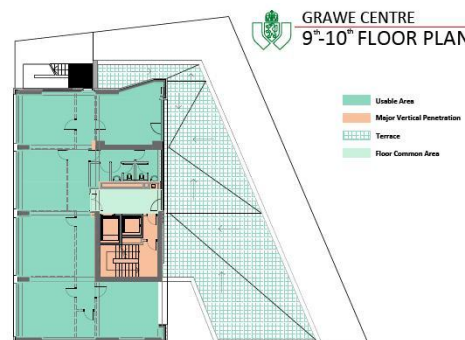 GRAWE CENTRE
9th-10th FLOOR PLAN
Usable Area
Major Vertical Penetration
Terrace
Floor Common Area